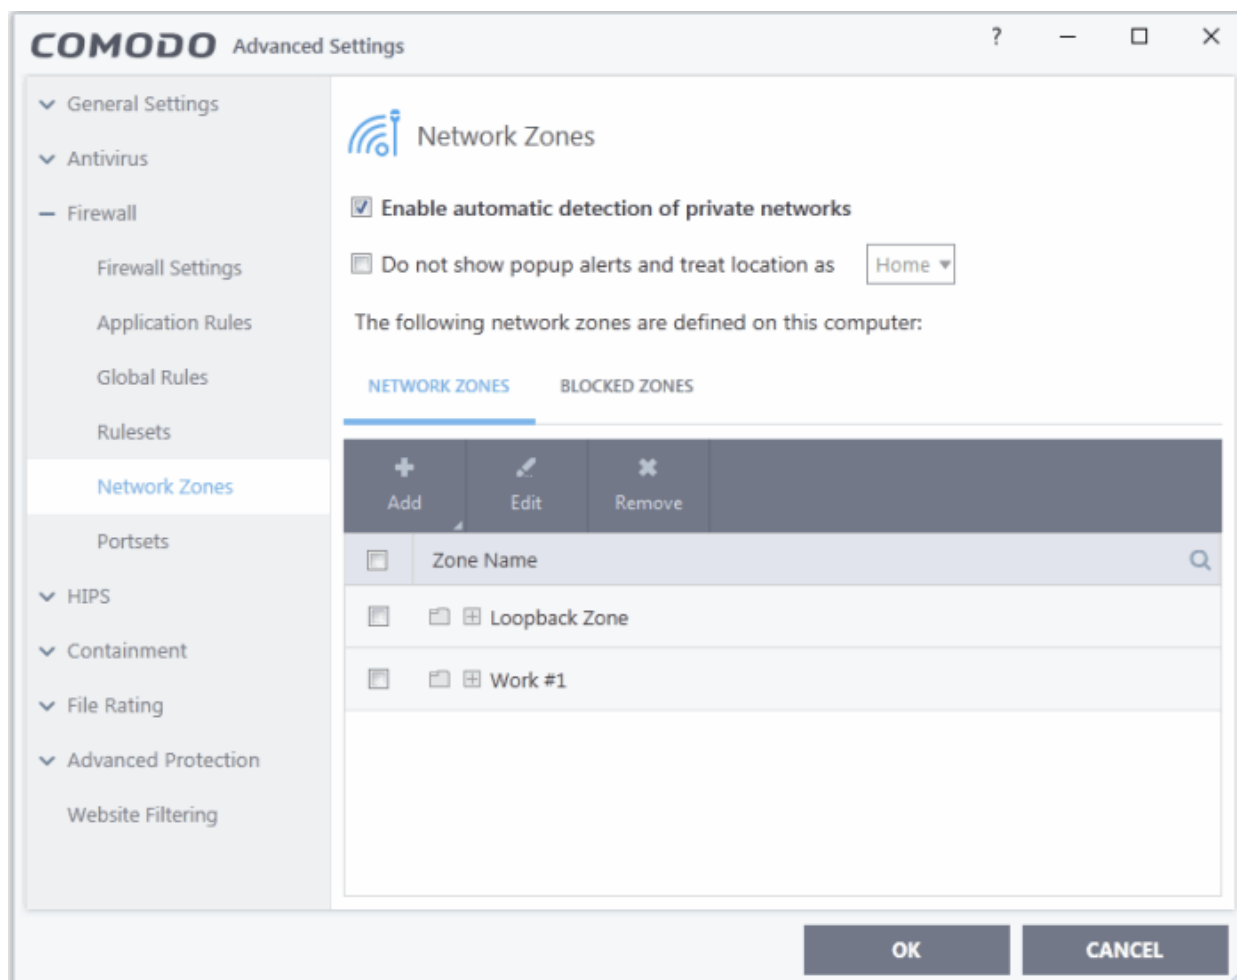 COMODO Advanced Settings ?
General Settings
Antivirus
Firewall
Firewall Settings
Application Rules
Global Rules
Rulesets
Network Zones
Portsets
HIPS
Containment
File Rating
Advanced Protection
Website Filtering
Network Zones
Enable automatic detection of private networks
Do not show popup alerts and treat location as Home
The following network zones are defined on this computer:
NETWORK ZONES BLOCKED ZONES
Add Edit Remove
Zone Name
Loopback Zone
Work #1
OK CANCEL